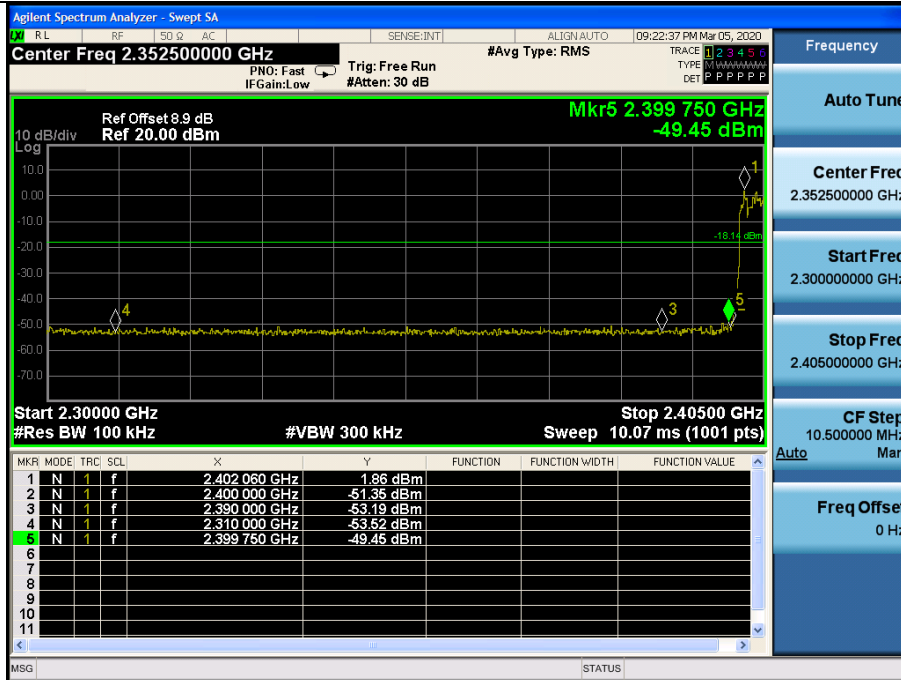 Agilent Spectrum Analyzer - Swept SA
LXI RL RF 50 Ω AC SENSE:INT ALIGN AUTO 09:22:37 PM Mar 05, 2020
Center Freq 2.352500000 GHz
PNO: Fast
IFGain:Low
Trig: Free Run
#Atten: 30 dB
#Avg Type: RMS
TRACE 1 2 3 4 5 6
TYPE M W W W W W
DET P P P P P P
Mkr5 2.399 750 GHz
-49.45 dBm
Ref Offset 8.9 dB
10 dB/div Ref 20.00 dBm
Log
10.0
0.00
-10.0
-20.0
-30.0
-40.0
-50.0
-60.0
-70.0
-18.14 dBm
1
4
3
5
Start 2.30000 GHz Stop 2.40500 GHz
#Res BW 100 kHz #VBW 300 kHz Sweep 10.07 ms (1001 pts)
MKR MODE TRC SCL X Y FUNCTION FUNCTION WIDTH FUNCTION VALUE
1 N 1 f 2.402 060 GHz 1.86 dBm
2 N 1 f 2.400 000 GHz -51.35 dBm
3 N 1 f 2.390 000 GHz -53.19 dBm
4 N 1 f 2.310 000 GHz -53.52 dBm
5 N 1 f 2.399 750 GHz -49.45 dBm
6
7
8
9
10
11
MSG STATUS
Frequency
Auto Tune
Center Freq
2.352500000 GHz
Start Freq
2.300000000 GHz
Stop Freq
2.405000000 GHz
CF Step
10.500000 MHz
Auto Man
Freq Offset
0 Hz